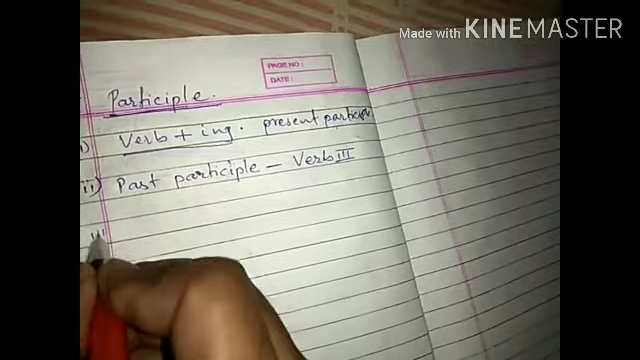 Made with KINEMASTER
PAGE NO :
DATE :
Participle.
i) Verb + ing. present participle
ii) Past participle - Verb III